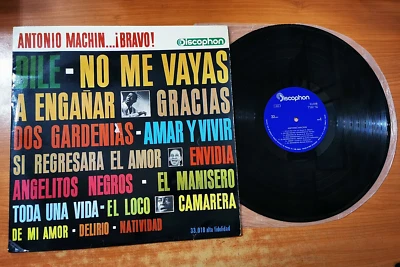 ANTONIO MACHIN...¡BRAVO! Discophon
DILE - NO ME VAYAS
A ENGAÑAR GRACIAS
DOS GARDENIAS - AMAR Y VIVIR
SI REGRESARA EL AMOR ENVIDIA
ANGELITOS NEGROS - EL MANISERO
TODA UNA VIDA - EL LOCO CAMARERA
DE MI AMOR - DELIRIO - NATIVIDAD
33.018 alta fidelidad
Discophon